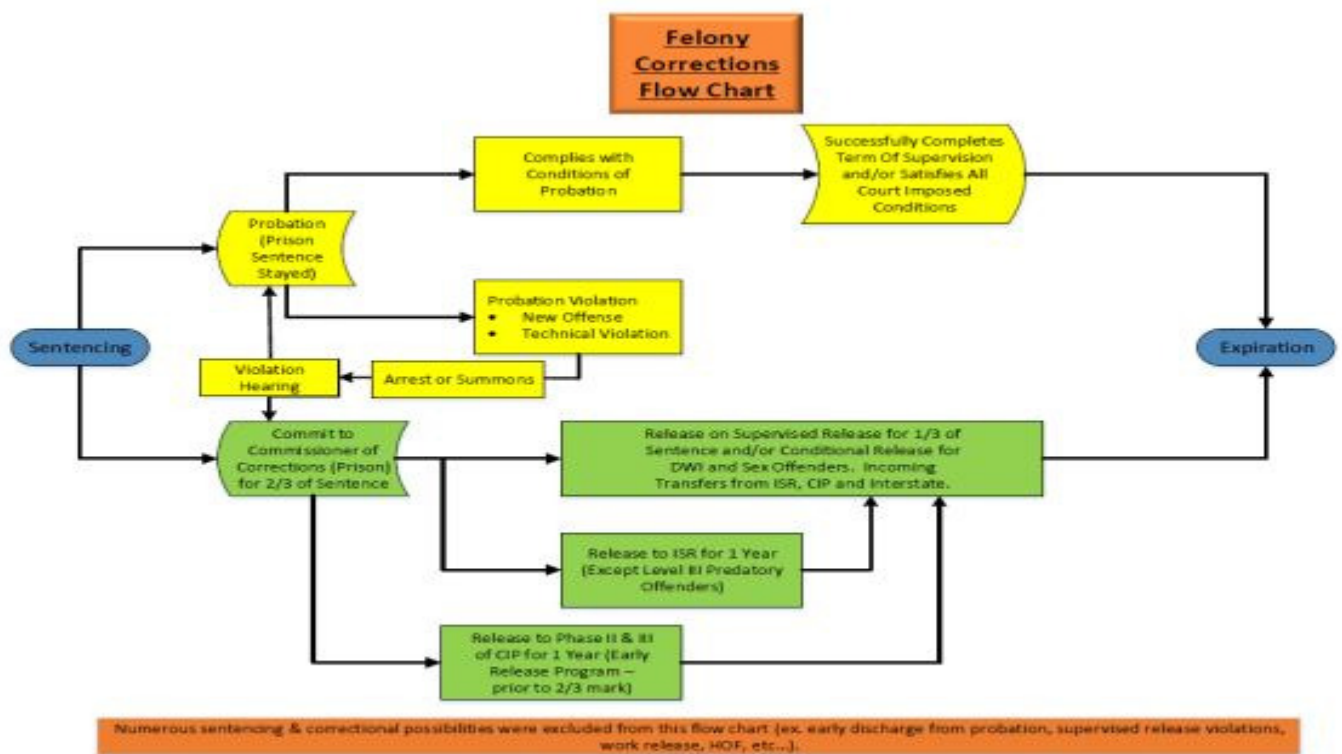 Felony
Corrections
Flow Chart
Complies with
Conditions of
Probation
Successfully Completes
Term Of Supervision
and/or Satisfies All
Court Imposed
Conditions
Probation
(Prison
Sentence
Stayed)
Probation Violation
• New Offense
• Technical Violation
Sentencing
Expiration
Violation
Hearing
Arrest or Summons
Commit to
Commissioner of
Corrections (Prison)
for 2/3 of Sentence
Release on Supervised Release for 1/3 of
Sentence and/or Conditional Release for
DWI and Sex Offenders. Incoming
Transfers from ISR, CIP and Interstate.
Release to ISR for 1 Year
(Except Level III Predatory
Offenders)
Release to Phase II & III
of CIP for 1 Year (Early
Release Program –
prior to 2/3 mark)
Numerous sentencing & correctional possibilities were excluded from this flow chart (ex. early discharge from probation, supervised release violations,
work release, HOF, etc...).